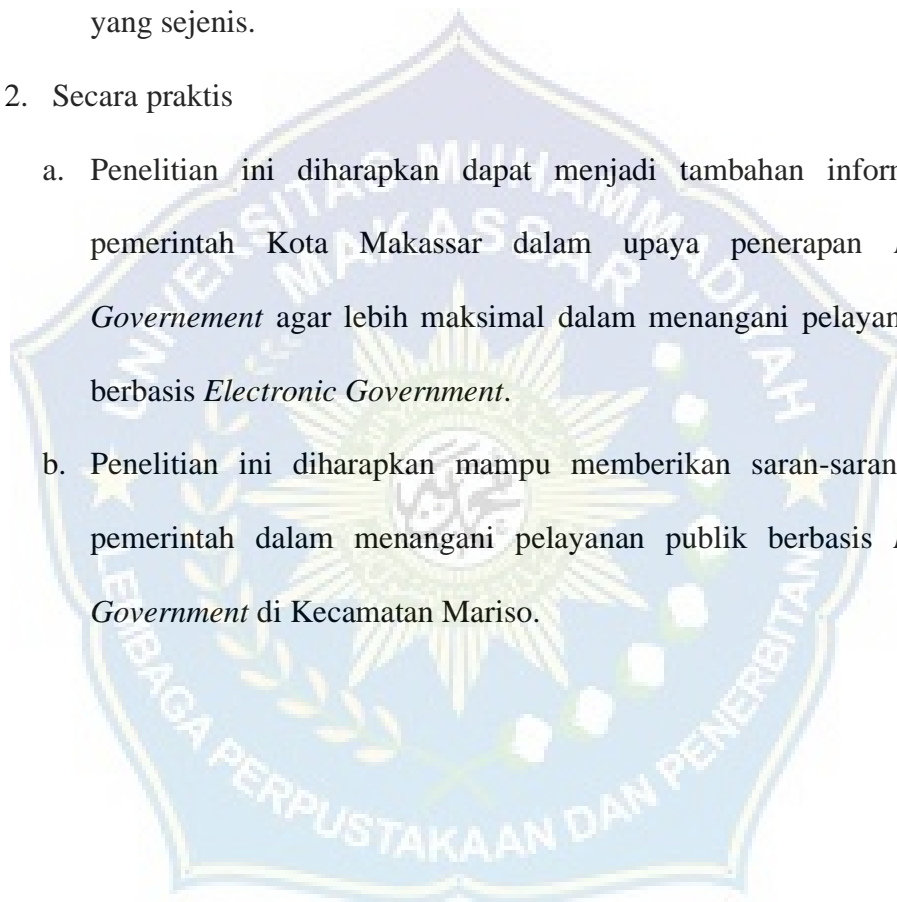 yang sejenis.
2. Secara praktis
a. Penelitian ini diharapkan dapat menjadi tambahan
pemerintah Kota Makassar dalam upaya penerapan
Governement agar lebih maksimal dalam menangani
berbasis Electronic Government.
b. Penelitian ini diharapkan mampu memberikan saran-saran
pemerintah dalam menangani pelayanan publik berbasis
Government di Kecamatan Mariso.
UNIVERSITAS MUHAMMADIYAH
MAKASSAR
LEMBAGA PERPUSTAKAAN DAN PENERBITAN